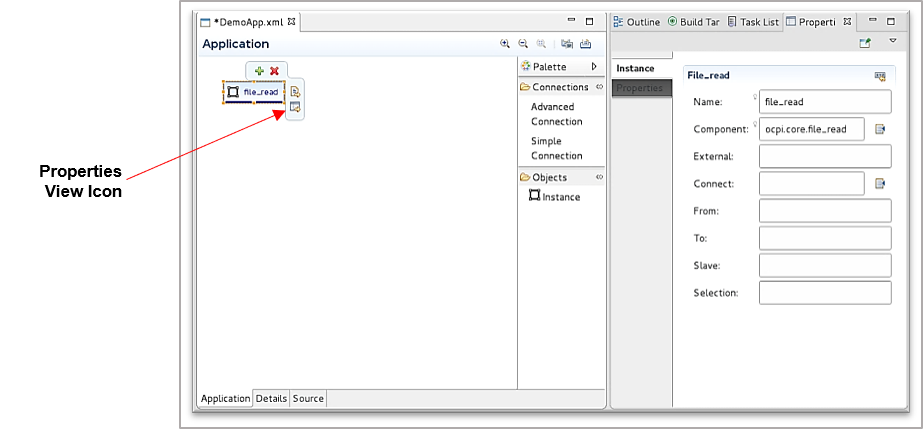 *DemoApp.xml
Application
file_read
Palette
Connections
Advanced
Connection
Simple
Connection
Objects
Instance
Application Details Source
Properties
View Icon
Outline Build Tar Task List Properti
Instance
Properties
File_read
Name: file_read
Component: ocpi.core.file_read
External:
Connect:
From:
To:
Slave:
Selection: